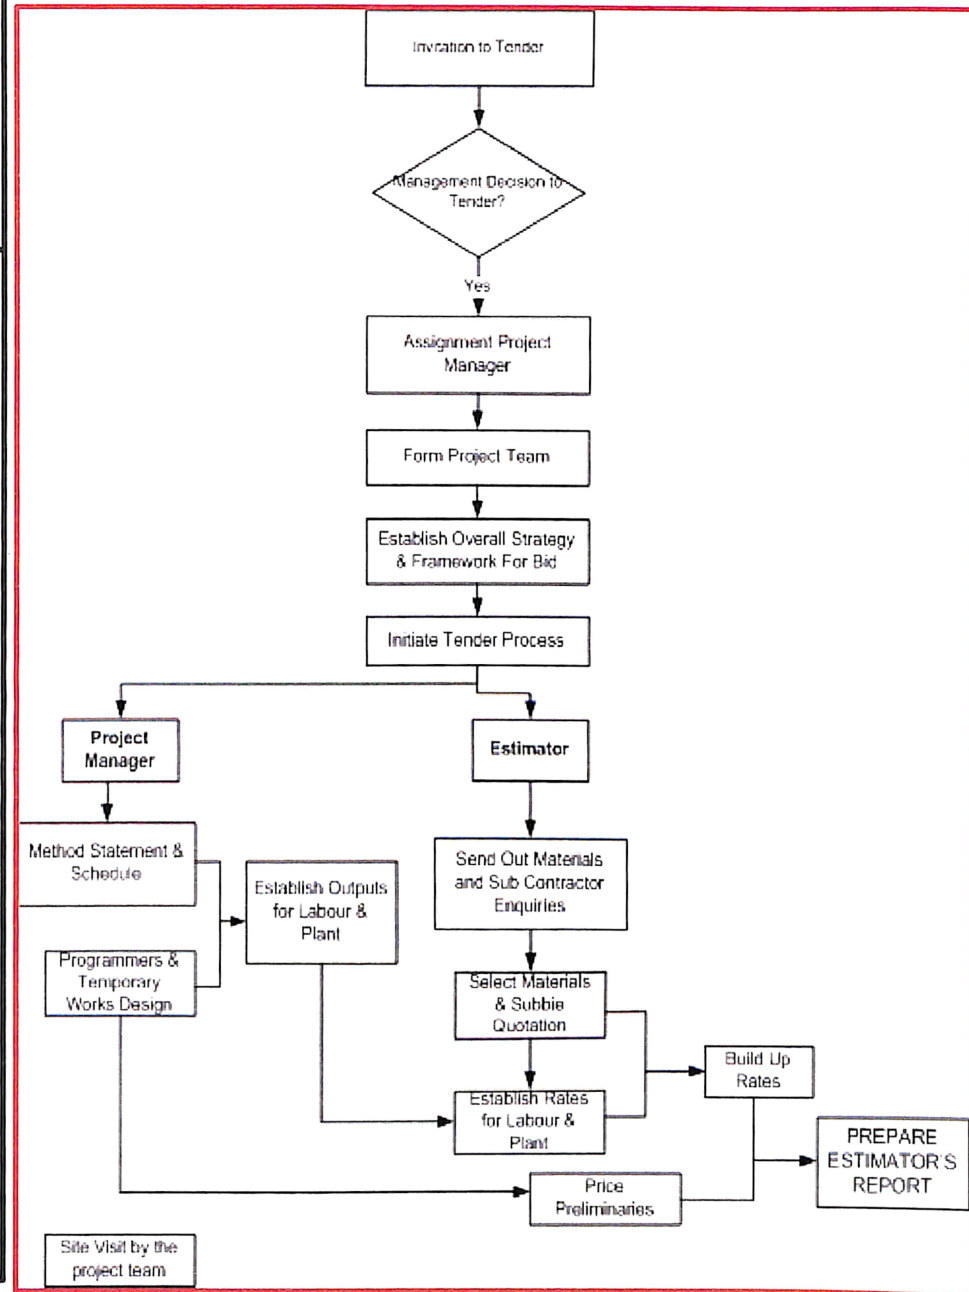 Invitation to Tender
Management Decision to
Tender?
Yes
Assignment Project
Manager
Form Project Team
Establish Overall Strategy
& Framework For Bid
Initiate Tender Process
Project
Manager
Estimator
Method Statement &
Schedule
Establish Outputs
for Labour &
Plant
Send Out Materials
and Sub Contractor
Enquiries
Programmers &
Temporary
Works Design
Select Materials
& Subbie
Quotation
Build Up
Rates
Establish Rates
for Labour &
Plant
PREPARE
ESTIMATOR'S
REPORT
Price
Preliminaries
Site Visit by the
project team